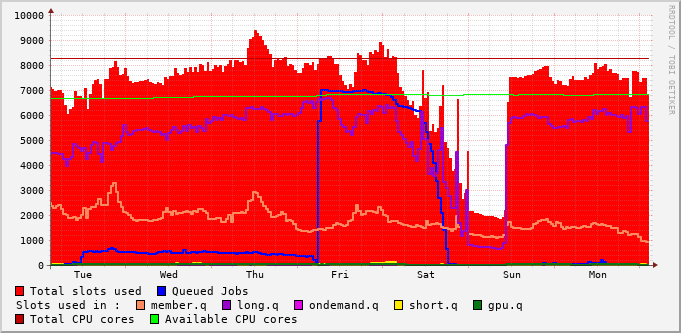 10000
9000
8000
7000
6000
5000
4000
3000
2000
1000
0
Tue Wed Thu Fri Sat Sun Mon
RRDTOOL / TOBI OETIKER
Total slots used Queued Jobs
Slots used in : member.q long.q ondemand.q short.q gpu.q
Total CPU cores Available CPU cores